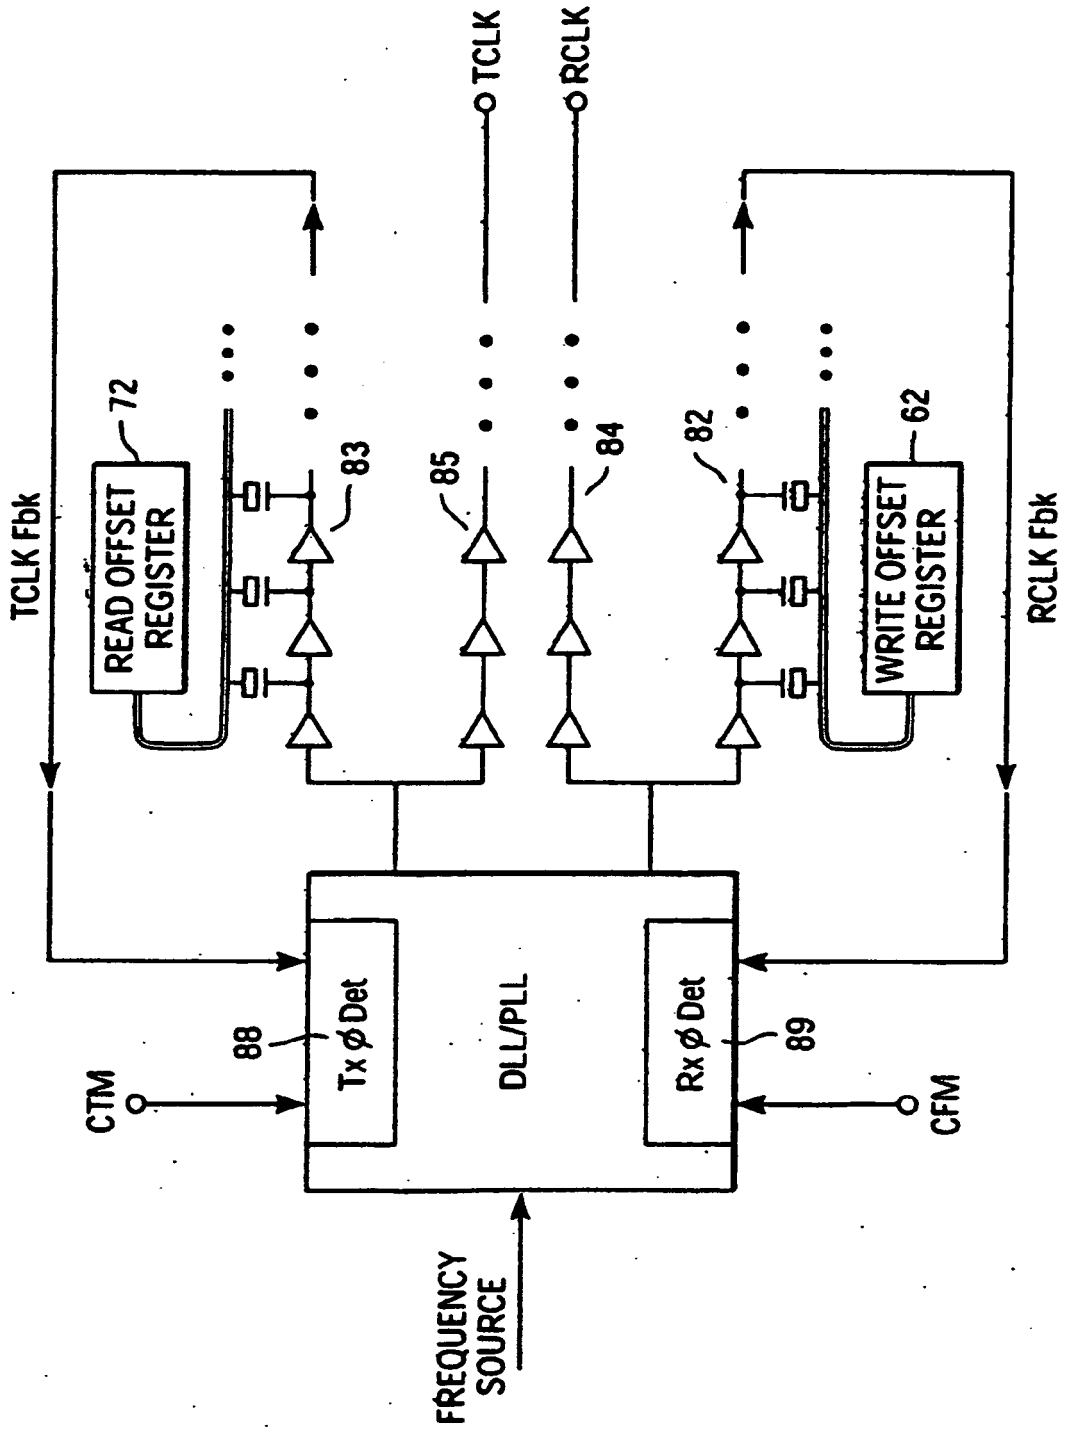 TCLK Fbk
READ OFFSET
REGISTER
72
83
85
TCLK
RCLK
84
82
WRITE OFFSET
REGISTER
62
RCLK Fbk
CTM
88
Tx ϕ Det
DLL/PLL
Rx ϕ Det
89
CFM
FREQUENCY
SOURCE